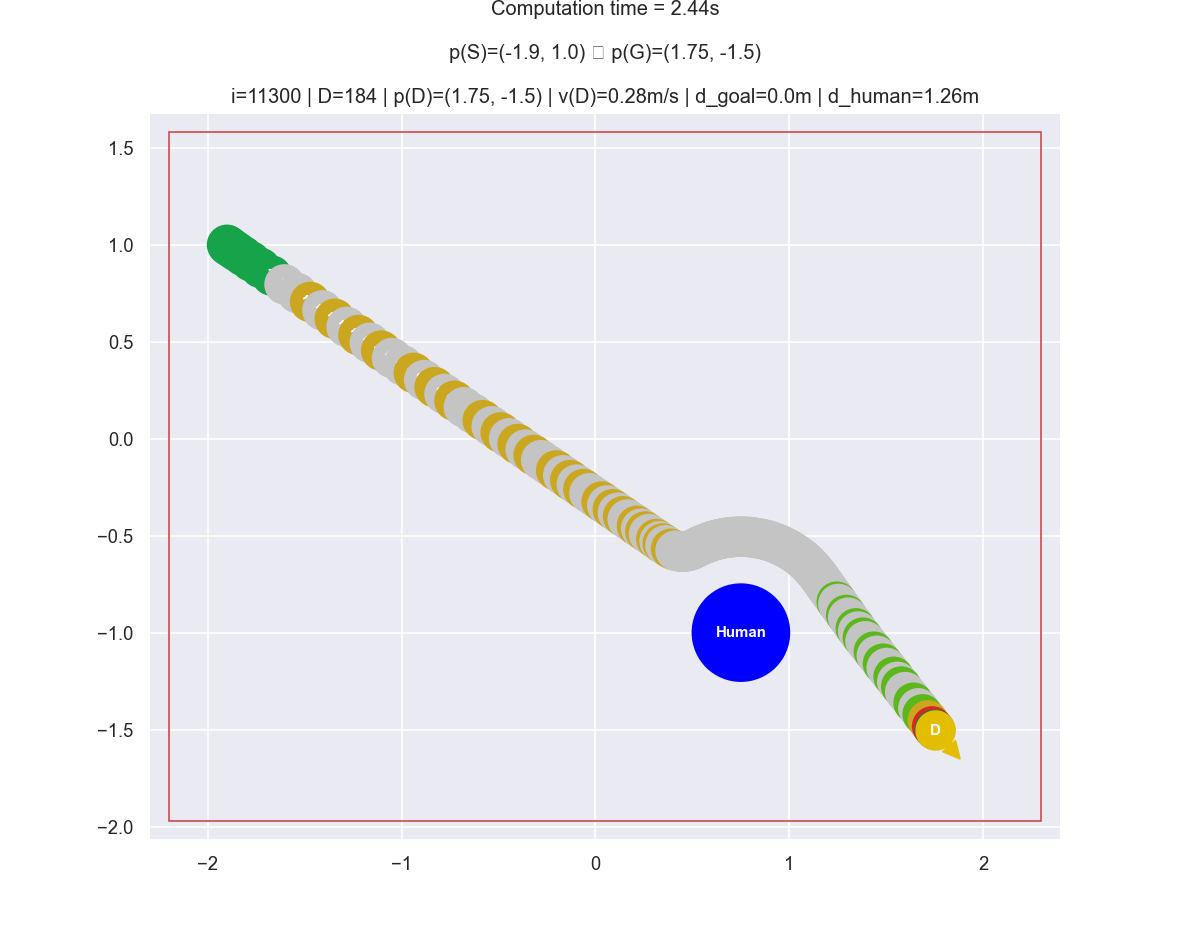 Computation time = 2.44s
p(S)=(-1.9, 1.0) □ p(G)=(1.75, -1.5)
i=11300 | D=184 | p(D)=(1.75, -1.5) | v(D)=0.28m/s | d_goal=0.0m | d_human=1.26m
1.5
1.0
0.5
0.0
−0.5
−1.0
−1.5
−2.0
Human
D
−2
−1
0
1
2